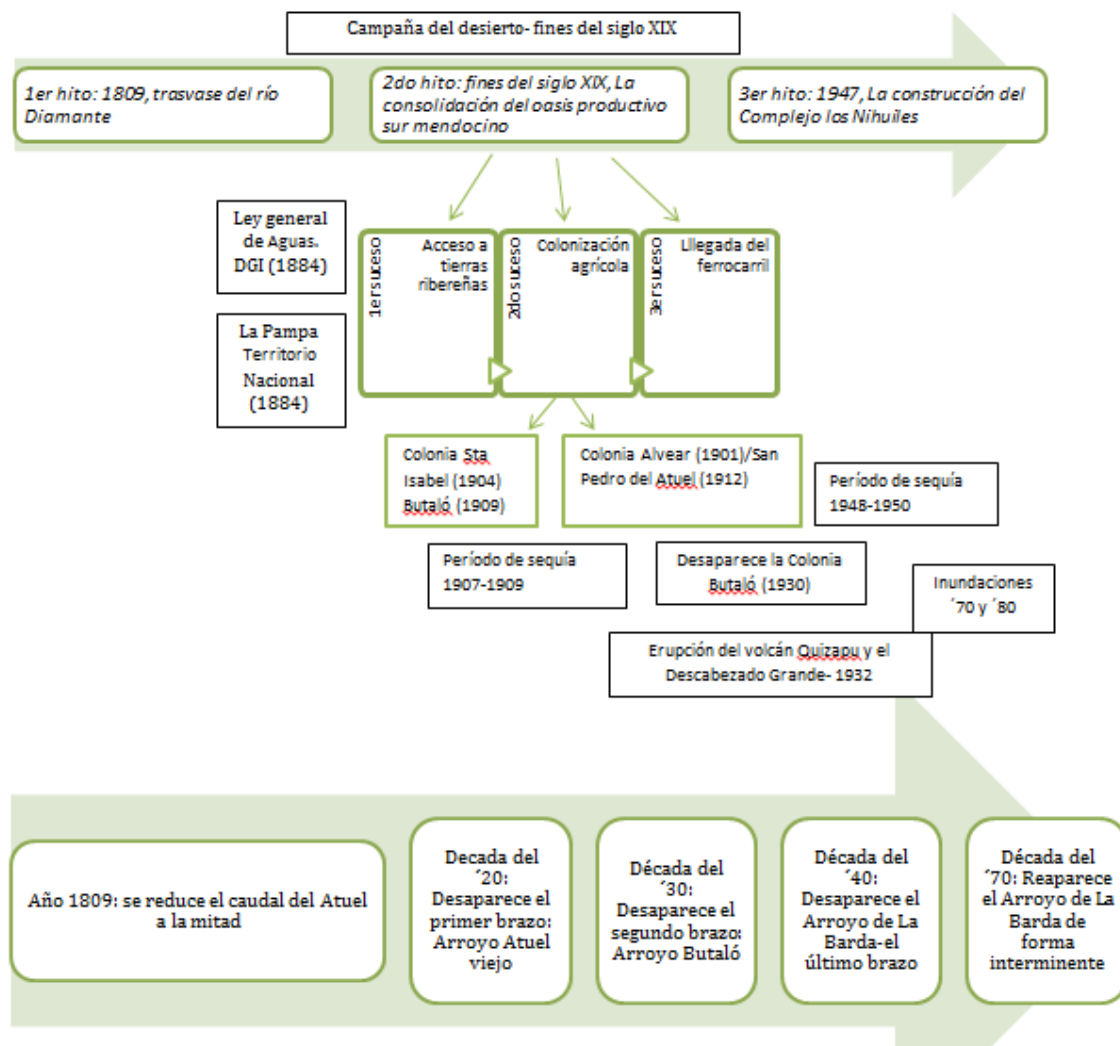 Campaña del desierto- fines del siglo XIX
1er hito: 1809, trasvase del río
Diamante
2do hito: fines del siglo XIX, La
consolidación del oasis productivo
sur mendocino
3er hito: 1947, La construcción del
Complejo los Nihuiles
Ley general
de Aguas.
DGI (1884)
La Pampa
Territorio
Nacional
(1884)
1er suceso
Acceso a
tierras
ribereñas
2do suceso
Colonización
agrícola
3er suceso
Llegada del
ferrocarril
Colonia Sta
Isabel (1904)
Butaló (1909)
Colonia Alvear (1901)/San
Pedro del Atuel (1912)
Período de sequía
1948-1950
Período de sequía
1907-1909
Desaparece la Colonia
Butaló (1930)
Inundaciones
´70 y ´80
Erupción del volcán Quizapu y el
Descabezado Grande- 1932
Año 1809: se reduce el caudal del Atuel
a la mitad
Decada del
´20:
Desaparece el
primer brazo:
Arroyo Atuel
viejo
Década del
´30:
Desaparece el
segundo brazo:
Arroyo Butaló
Década del
´40:
Desaparece el
Arroyo de La
Barda-el
último brazo
Década del
´70: Reaparece
el Arroyo de La
Barda de
forma
interminente